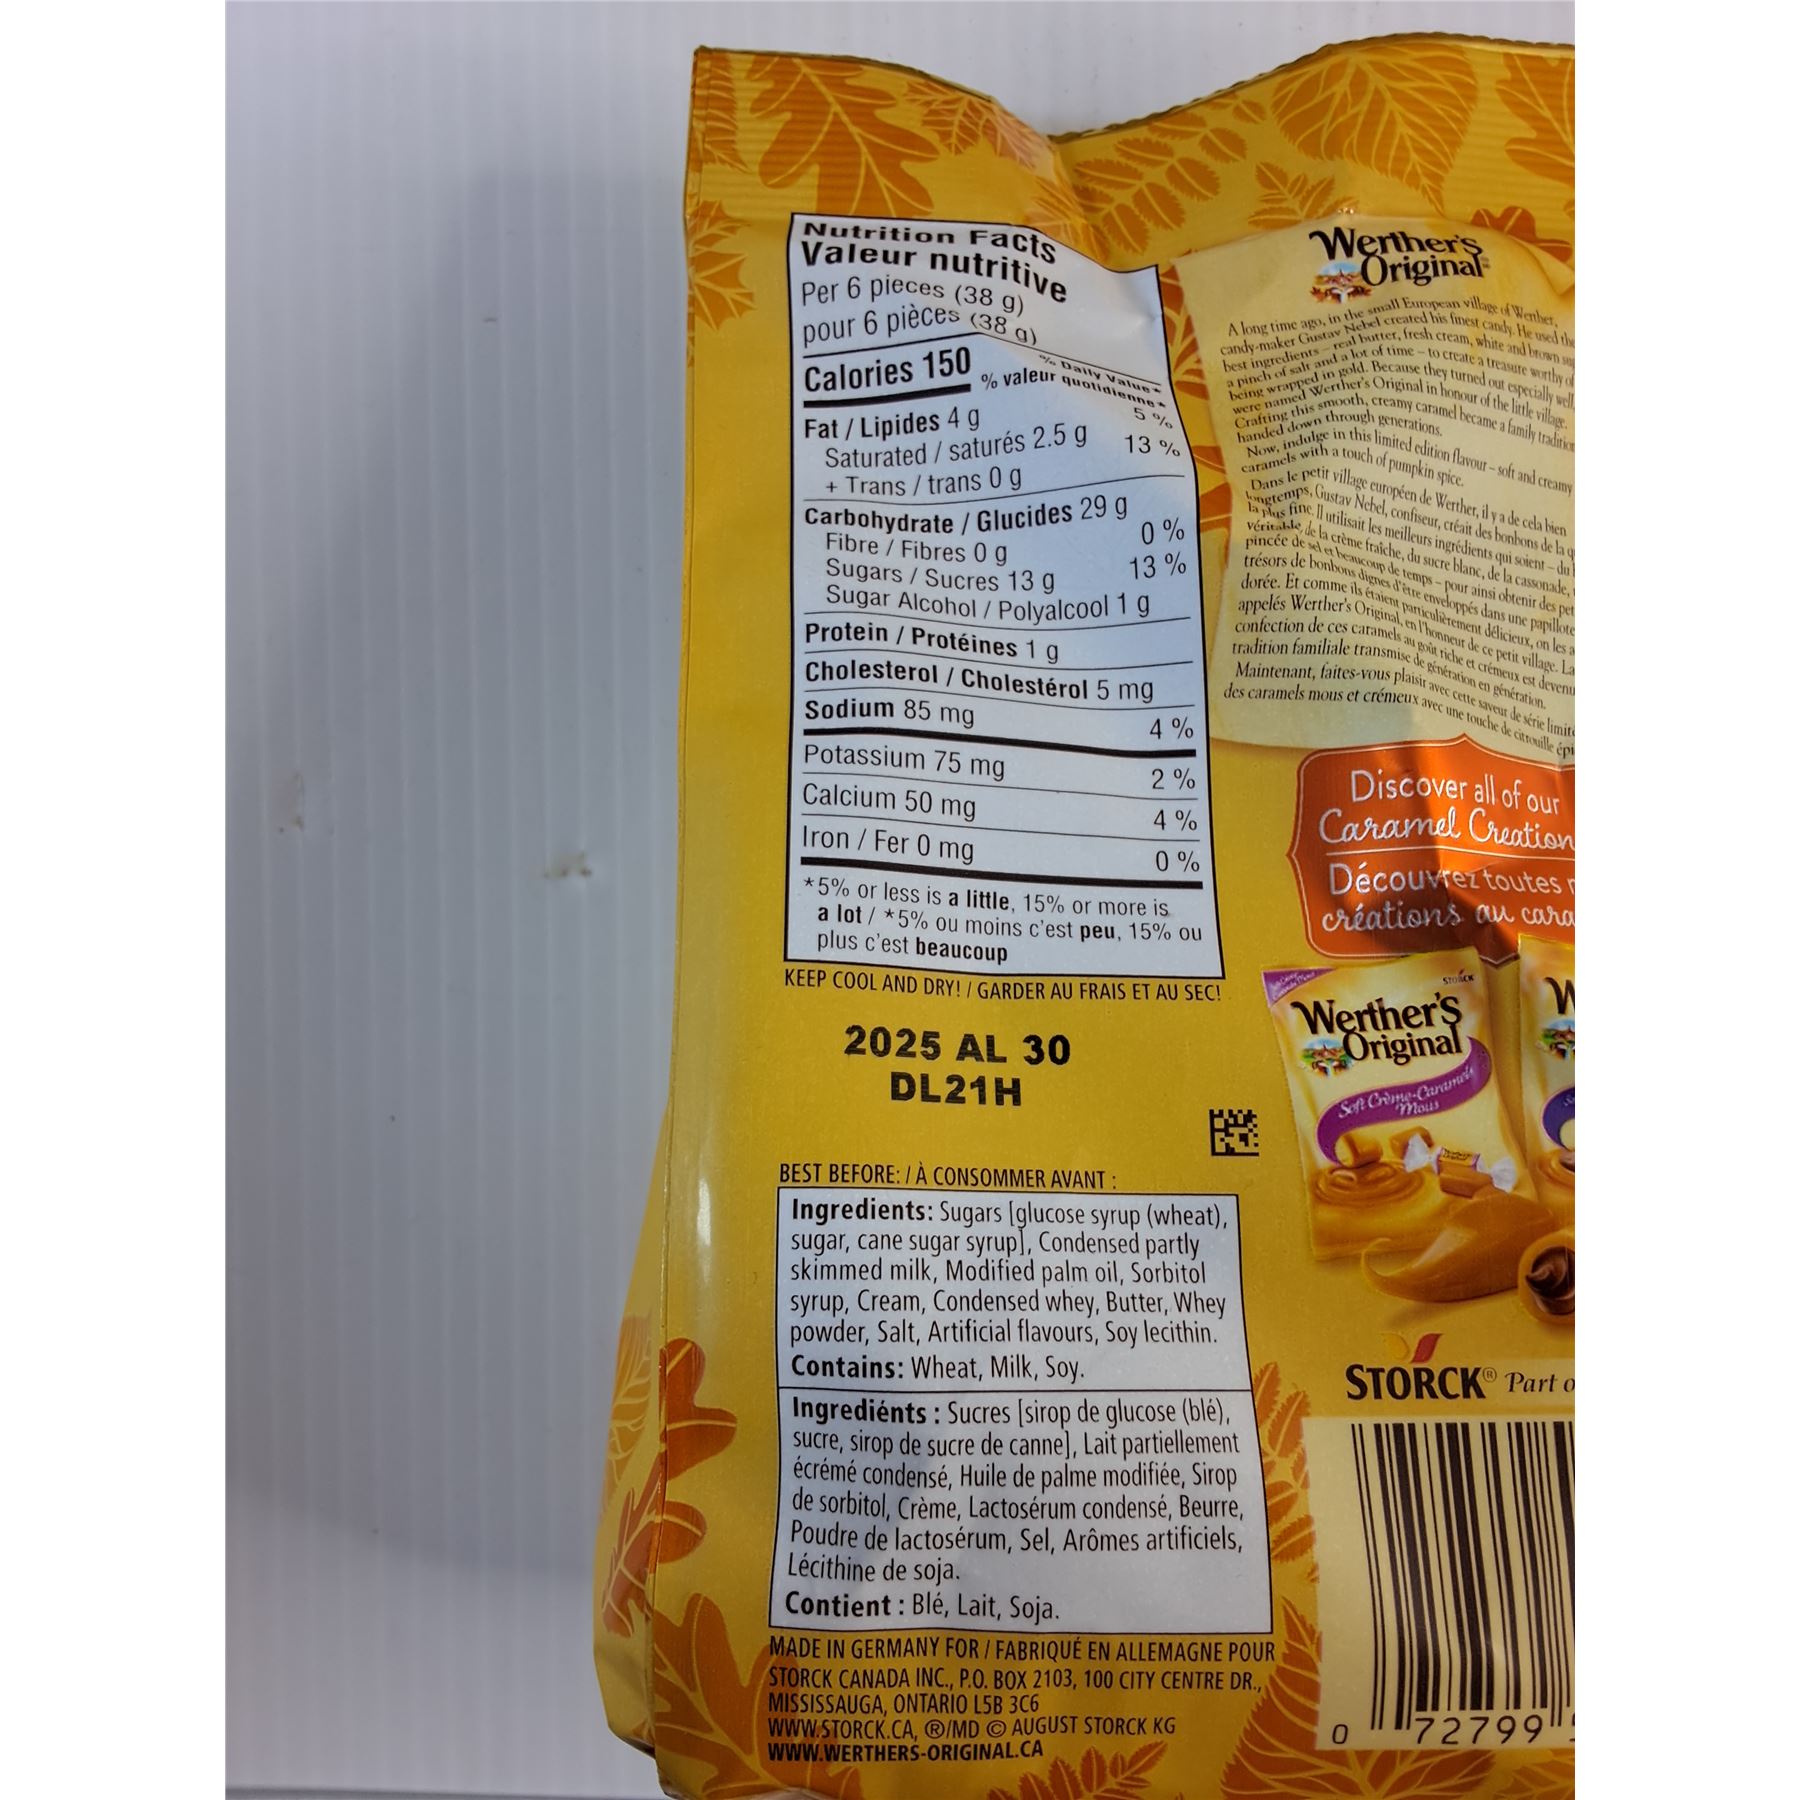 Nutrition Facts
Valeur nutritive
Per 6 pieces (38 g)
pour 6 pièces (38 g)
Calories 150
% Daily Value*
% valeur quotidienne*
Fat / Lipides 4 g 5 %
Saturated / saturés 2.5 g 13 %
+ Trans / trans 0 g
Carbohydrate / Glucides 29 g
Fibre / Fibres 0 g 0 %
Sugars / Sucres 13 g 13 %
Sugar Alcohol / Polyalcool 1 g
Protein / Protéines 1 g
Cholesterol / Cholestérol 5 mg
Sodium 85 mg 4 %
Potassium 75 mg 2 %
Calcium 50 mg 4 %
Iron / Fer 0 mg 0 %
*5% or less is a little, 15% or more is
a lot / *5% ou moins c'est peu, 15% ou
plus c'est beaucoup
KEEP COOL AND DRY! / GARDER AU FRAIS ET AU SEC!
2025 AL 30
DL21H
BEST BEFORE: / À CONSOMMER AVANT :
Ingredients: Sugars [glucose syrup (wheat),
sugar, cane sugar syrup], Condensed partly
skimmed milk, Modified palm oil, Sorbitol
syrup, Cream, Condensed whey, Butter, Whey
powder, Salt, Artificial flavours, Soy lecithin.
Contains: Wheat, Milk, Soy.
Ingrediénts : Sucres [sirop de glucose (blé),
sucre, sirop de sucre de canne], Lait partiellement
écrémé condensé, Huile de palme modifiée, Sirop
de sorbitol, Crème, Lactosérum condensé, Beurre,
Poudre de lactosérum, Sel, Arômes artificiels,
Lécithine de soja.
Contient : Blé, Lait, Soja.
MADE IN GERMANY FOR / FABRIQUÉ EN ALLEMAGNE POUR
STORCK CANADA INC., P.O. BOX 2103, 100 CITY CENTRE DR.,
MISSISSAUGA, ONTARIO L5B 3C6
WWW.STORCK.CA, ®/MD © AUGUST STORCK KG
WWW.WERTHERS-ORIGINAL.CA
Werther's
Original
A long time ago, in the small European village of Werther,
candy-maker Gustav Nebel created his finest candy. He used the
best ingredients – real butter, fresh cream, white and brown
a pinch of salt and a lot of time – to create a treasure worthy of
being wrapped in gold. Because they turned out especially well,
were named Werther's Original in honour of the little village.
Crafting this smooth, creamy caramel became a family tradition
handed down through generations.
Now, indulge in this limited edition flavour – soft and creamy
caramels with a touch of pumpkin spice.
Dans le petit village européen de Werther, il y a de cela bien
longtemps, Gustav Nebel, confiseur, créait des bonbons de la
la plus fine. Il utilisait les meilleurs ingrédients qui soient – du
véritable, de la crème fraîche, du sucre blanc, de la cassonade,
pincée de sel et beaucoup de temps – pour ainsi obtenir des
trésors de bonbons dignes d'être enveloppés dans une papillote
dorée. Et comme ils étaient particulièrement délicieux, on les a
appelés Werther's Original, en l'honneur de ce petit village. La
confection de ces caramels au goût riche et crémeux est devenu
tradition familiale transmise de génération en génération.
Maintenant, faites-vous plaisir avec cette saveur de série
des caramels mous et crémeux avec une touche de citrouille
Discover all of our
Caramel Creation
Découvrez toutes
créations au
STORCK
Werther's
Original
Soft Crème-Caramels
Mous
STORCK® Part
0 72799